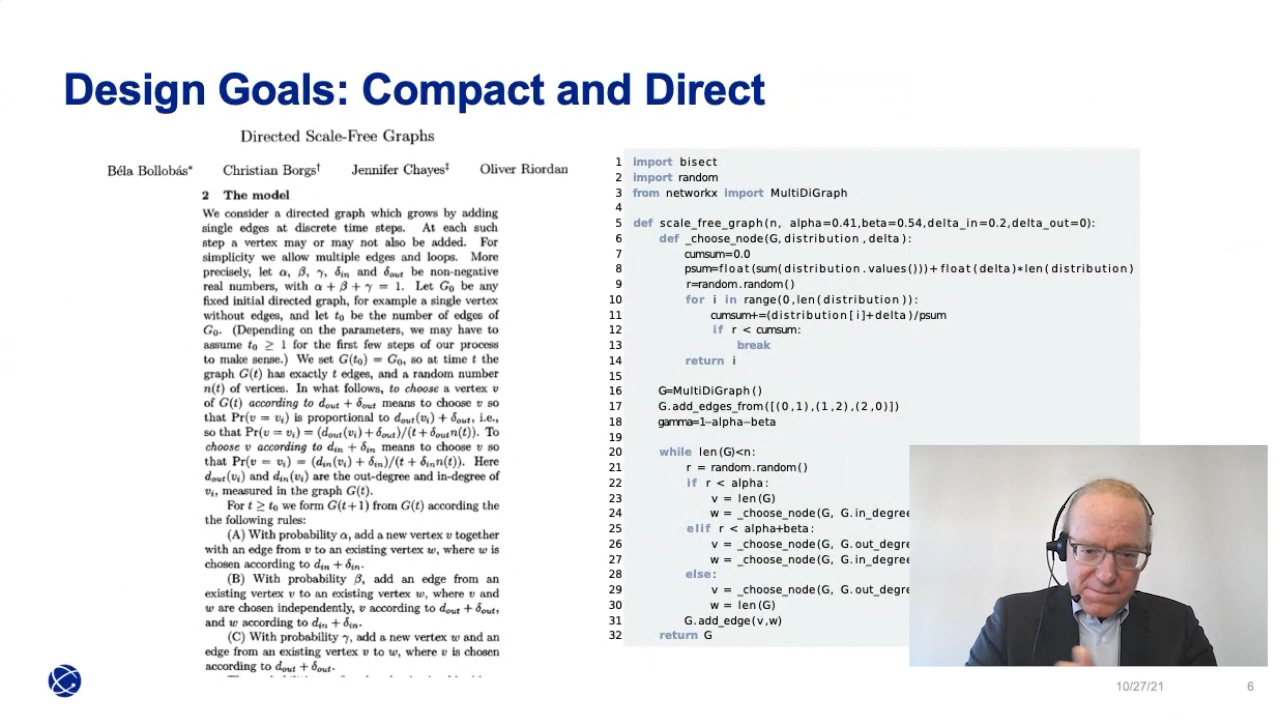 Design Goals: Compact and Direct
Directed Scale-Free Graphs
Béla Bollobás* Christian Borgs† Jennifer Chayes‡ Oliver Riordan
2 The model
We consider a directed graph which grows by adding
single edges at discrete time steps. At each such
step a vertex may or may not also be added. For
simplicity we allow multiple edges and loops. More
precisely, let α, β, γ, δin and δout be non-negative
real numbers, with α + β + γ = 1. Let G0 be any
fixed initial directed graph, for example a single vertex
without edges, and let t0 be the number of edges of
G0. (Depending on the parameters, we may have to
assume t0 ≥ 1 for the first few steps of our process
to make sense.) We set G(t0) = G0, so at time t the
graph G(t) has exactly t edges, and a random number
n(t) of vertices. In what follows, to choose a vertex v
of G(t) according to dout + δout means to choose v so
that Pr(v = vi) is proportional to dout(vi) + δout, i.e.,
so that Pr(v = vi) = (dout(vi)+δout)/(t+δoutn(t)). To
choose v according to din + δin means to choose v so
that Pr(v = vi) = (din(vi) + δin)/(t + δinn(t)). Here
dout(vi) and din(vi) are the out-degree and in-degree of
vi, measured in the graph G(t).
For t ≥ t0 we form G(t+1) from G(t) according the
the following rules:
(A) With probability α, add a new vertex v together
with an edge from v to an existing vertex w, where w is
chosen according to din + δin.
(B) With probability β, add an edge from an
existing vertex v to an existing vertex w, where v and
w are chosen independently, v according to dout + δout,
and w according to din + δin.
(C) With probability γ, add a new vertex w and an
edge from an existing vertex v to w, where v is chosen
according to dout + δout.
1 import bisect
2 import random
3 from networkx import MultiDiGraph
4
5 def scale_free_graph(n, alpha=0.41,beta=0.54,delta_in=0.2,delta_out=0):
6 def _choose_node(G,distribution,delta):
7 cumsum=0.0
8 psum=float(sum(distribution.values()))+float(delta)*len(distribution)
9 r=random.random()
10 for i in range(0,len(distribution)):
11 cumsum+=(distribution[i]+delta)/psum
12 if r < cumsum:
13 break
14 return i
15
16 G=MultiDiGraph()
17 G.add_edges_from([(0,1),(1,2),(2,0)])
18 gamma=1-alpha-beta
19
20 while len(G)<n:
21 r = random.random()
22 if r < alpha:
23 v = len(G)
24 w = _choose_node(G, G.in_degre
25 elif r < alpha+beta:
26 v = _choose_node(G, G.out_degre
27 w = _choose_node(G, G.in_degree
28 else:
29 v = _choose_node(G, G.out_degre
30 w = len(G)
31 G.add_edge(v,w)
32 return G
10/27/21 6